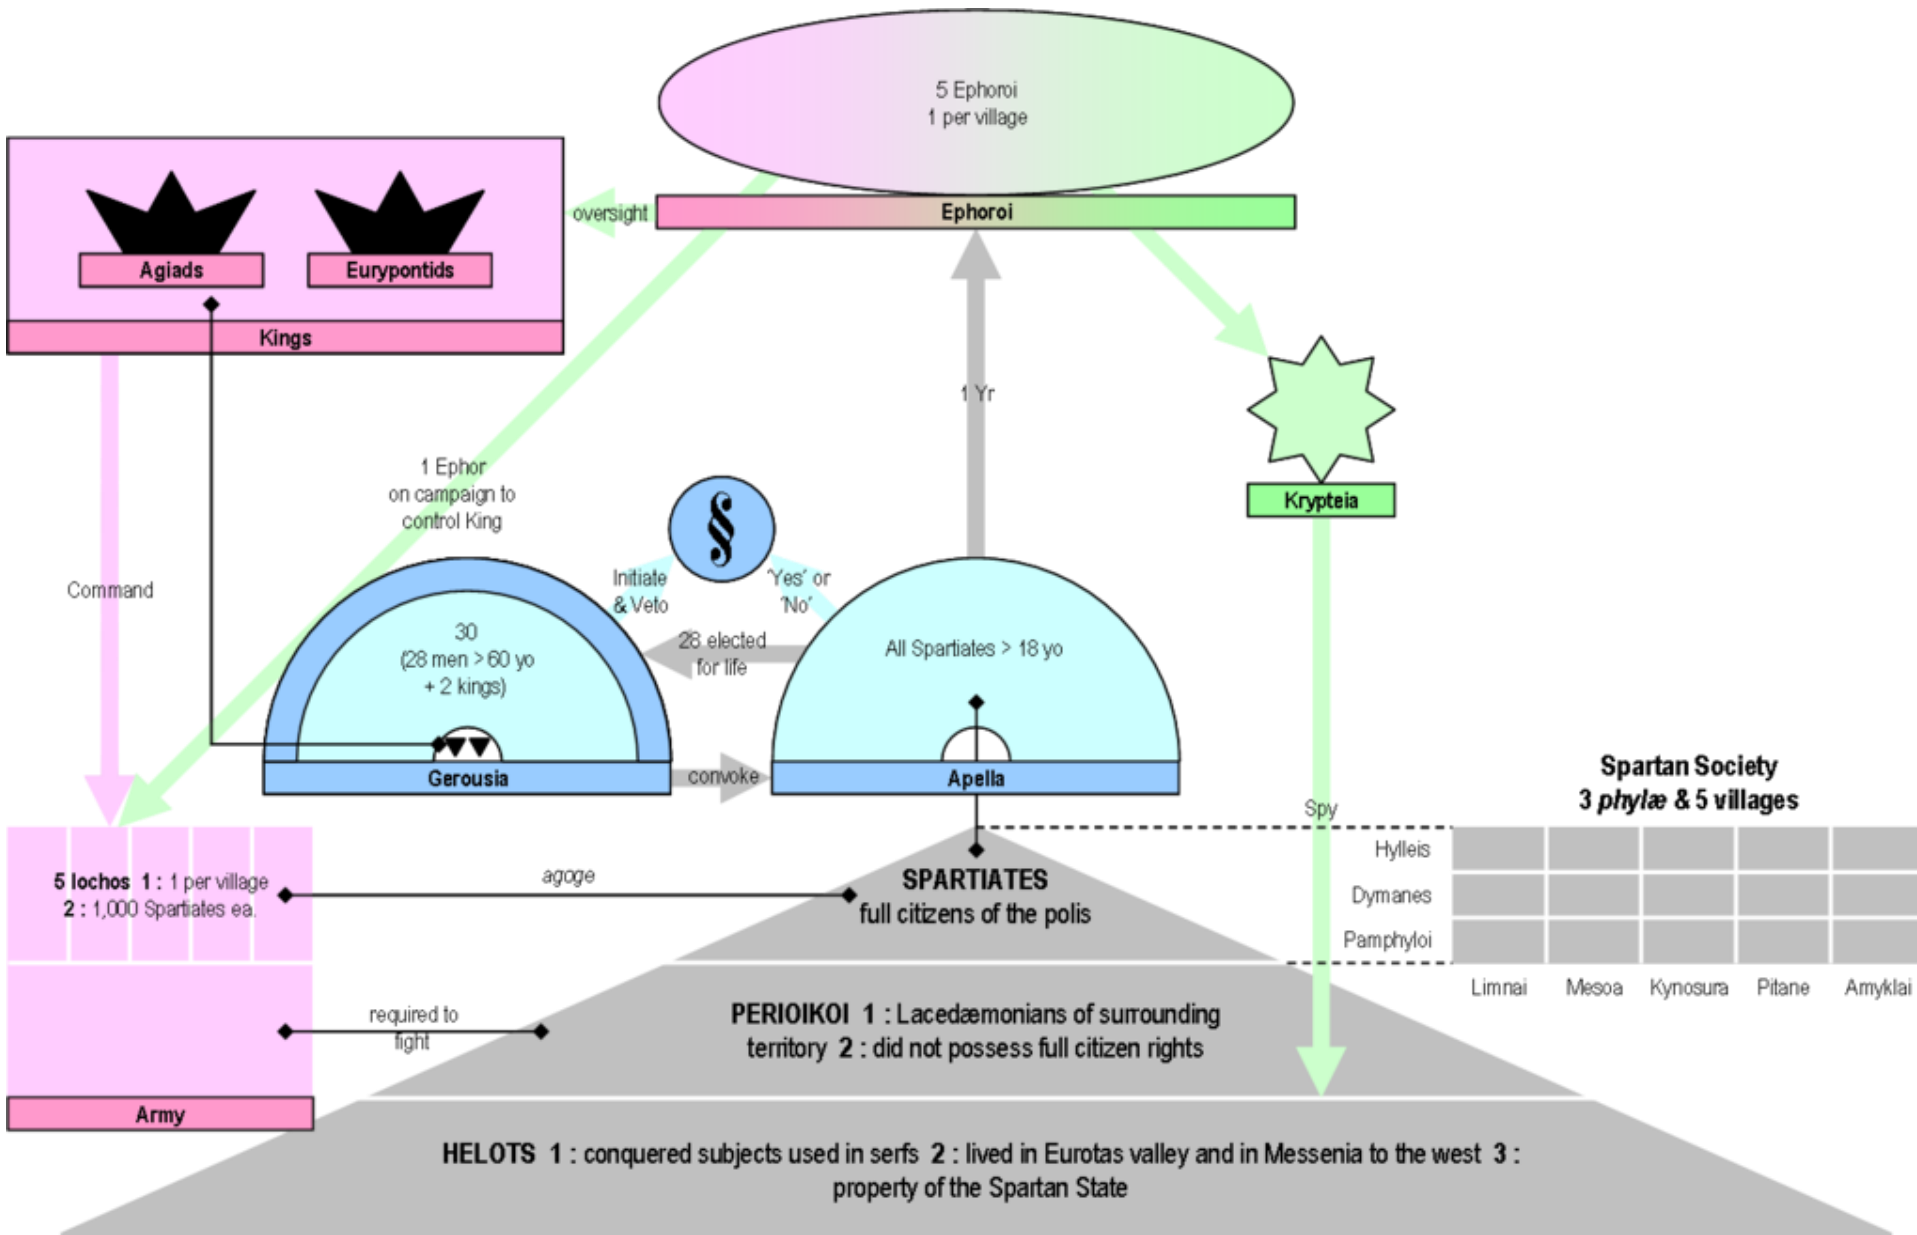 5 Ephoroi
1 per village
Ephoroi
oversight
Agiads
Eurypontids
Kings
1 Yr
1 Ephor
on campaign to
control King
Krypteia
§
Command
Initiate
& Veto
'Yes' or
'No'
30
(28 men > 60 yo
+ 2 kings)
28 elected
for life
All Spartiates > 18 yo
Gerousia
convoke
Apella
Spy
Spartan Society
3 phylæ & 5 villages
Hylleis
Dymanes
Pamphyloi
Limnai
Mesoa
Kynosura
Pitane
Amyklai
5 lochos 1 : 1 per village
2 : 1,000 Spartiates ea.
agoge
SPARTIATES
full citizens of the polis
required to
fight
PERIOIKOI 1 : Lacedæmonians of surrounding
territory 2 : did not possess full citizen rights
Army
HELOTS 1 : conquered subjects used in serfs 2 : lived in Eurotas valley and in Messenia to the west 3 :
property of the Spartan State